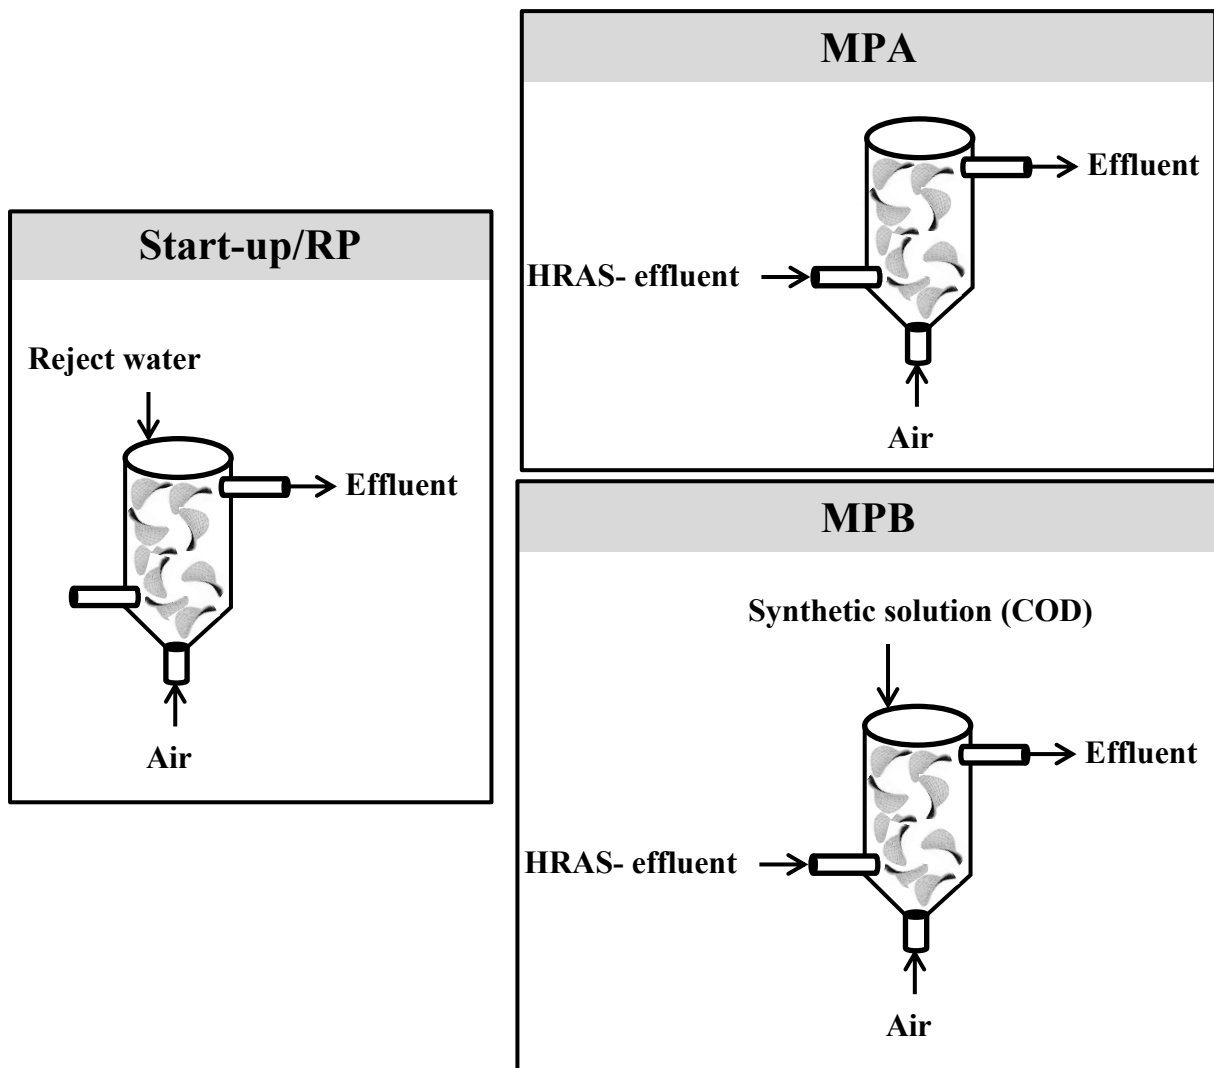 Start-up/RP
Reject water
Effluent
Air
MPA
Effluent
HRAS- effluent
Air
MPB
Synthetic solution (COD)
Effluent
HRAS- effluent
Air